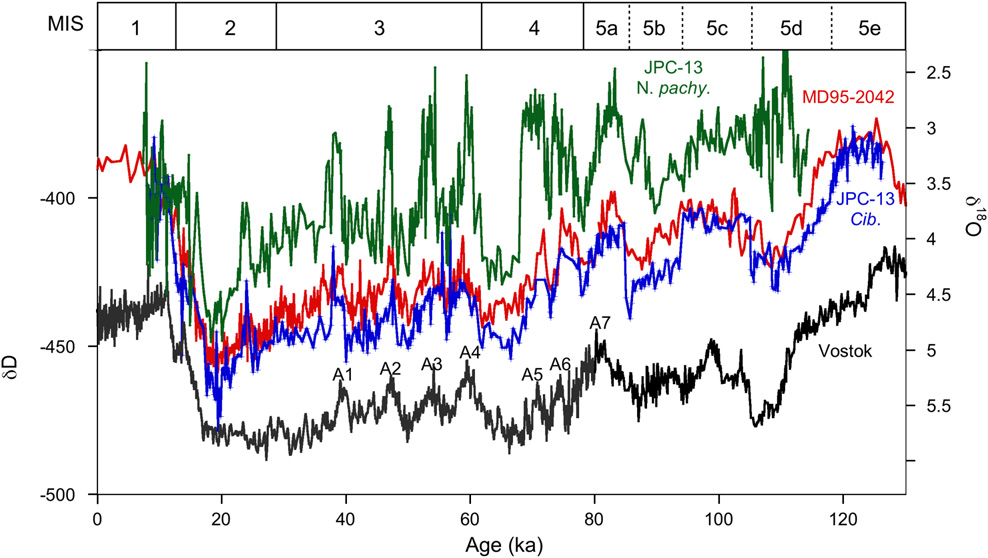 MIS 1 2 3 4 5a 5b 5c 5d 5e
JPC-13
N. pachy.
MD95-2042
JPC-13
Cib.
Vostok
A1 A2 A3 A4 A5 A6 A7
-400
-450
-500
δD
2.5
3
3.5
4
4.5
5
5.5
δ18O
0 20 40 60 80 100 120
Age (ka)